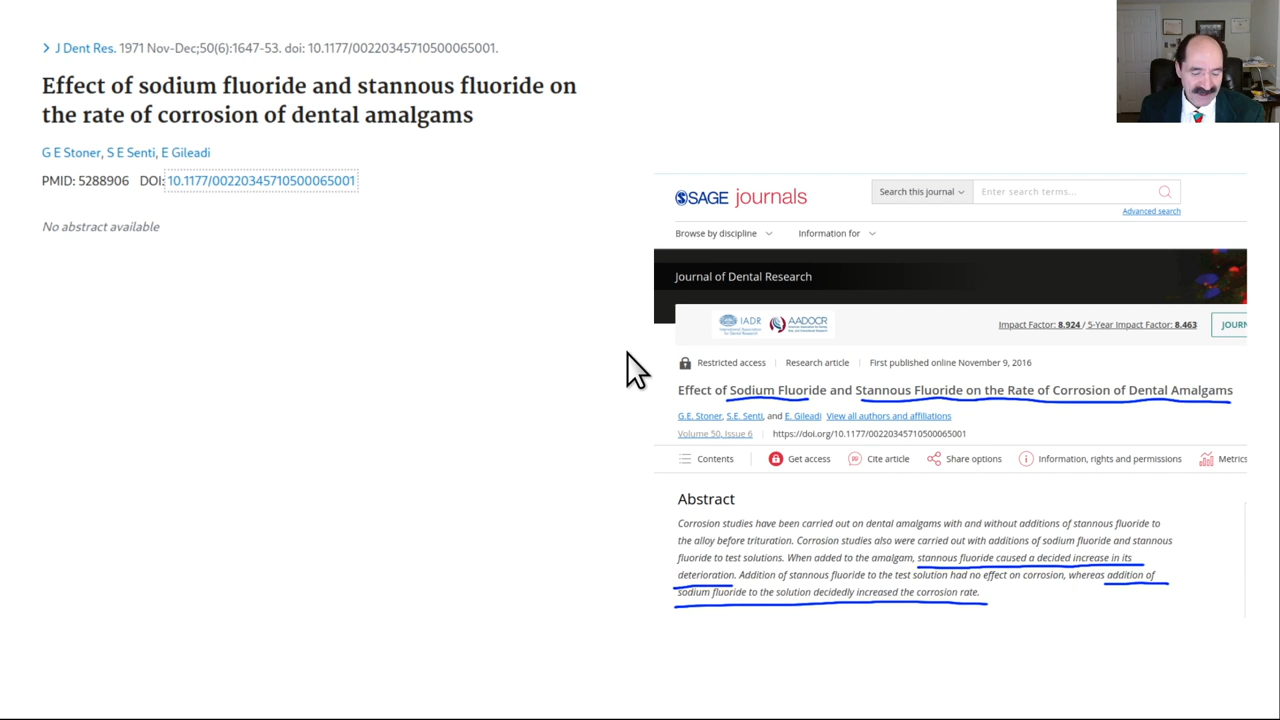 J Dent Res. 1971 Nov-Dec;50(6):1647-53. doi: 10.1177/00220345710500065001.
Effect of sodium fluoride and stannous fluoride on
the rate of corrosion of dental amalgams
G E Stoner, S E Senti, E Gileadi
PMID: 5288906 DOI: 10.1177/00220345710500065001
No abstract available
SAGE journals
Search this journal
Enter search terms...
Advanced search
Browse by discipline
Information for
Journal of Dental Research
IADR
AADOCR
Impact Factor: 8.924 / 5-Year Impact Factor: 8.463
JOURN
Restricted access
Research article
First published online November 9, 2016
Effect of Sodium Fluoride and Stannous Fluoride on the Rate of Corrosion of Dental Amalgams
G.E. Stoner, S.E. Senti, and E. Gileadi View all authors and affiliations
Volume 50, Issue 6
https://doi.org/10.1177/00220345710500065001
Contents
Get access
Cite article
Share options
Information, rights and permissions
Metrics
Abstract
Corrosion studies have been carried out on dental amalgams with and without additions of stannous fluoride to
the alloy before trituration. Corrosion studies also were carried out with additions of sodium fluoride and stannous
fluoride to test solutions. When added to the amalgam, stannous fluoride caused a decided increase in its
deterioration. Addition of stannous fluoride to the test solution had no effect on corrosion, whereas addition of
sodium fluoride to the solution decidedly increased the corrosion rate.